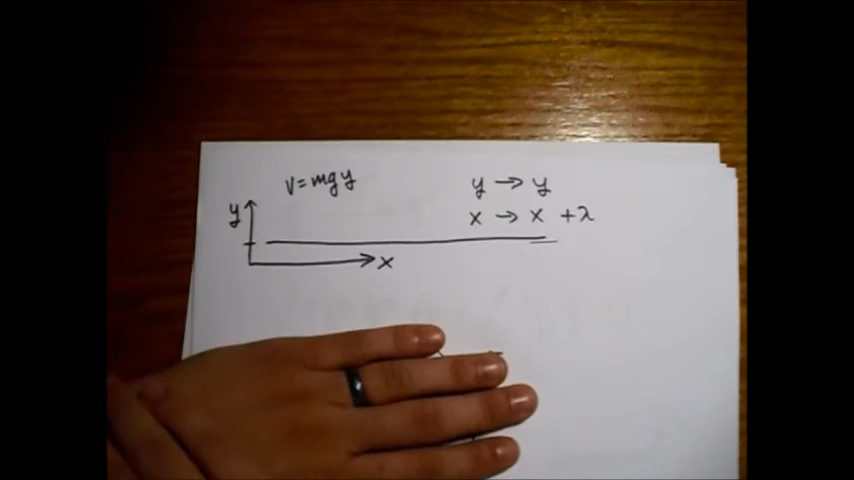 V=mgy
y → y
x → x + λ
y
x